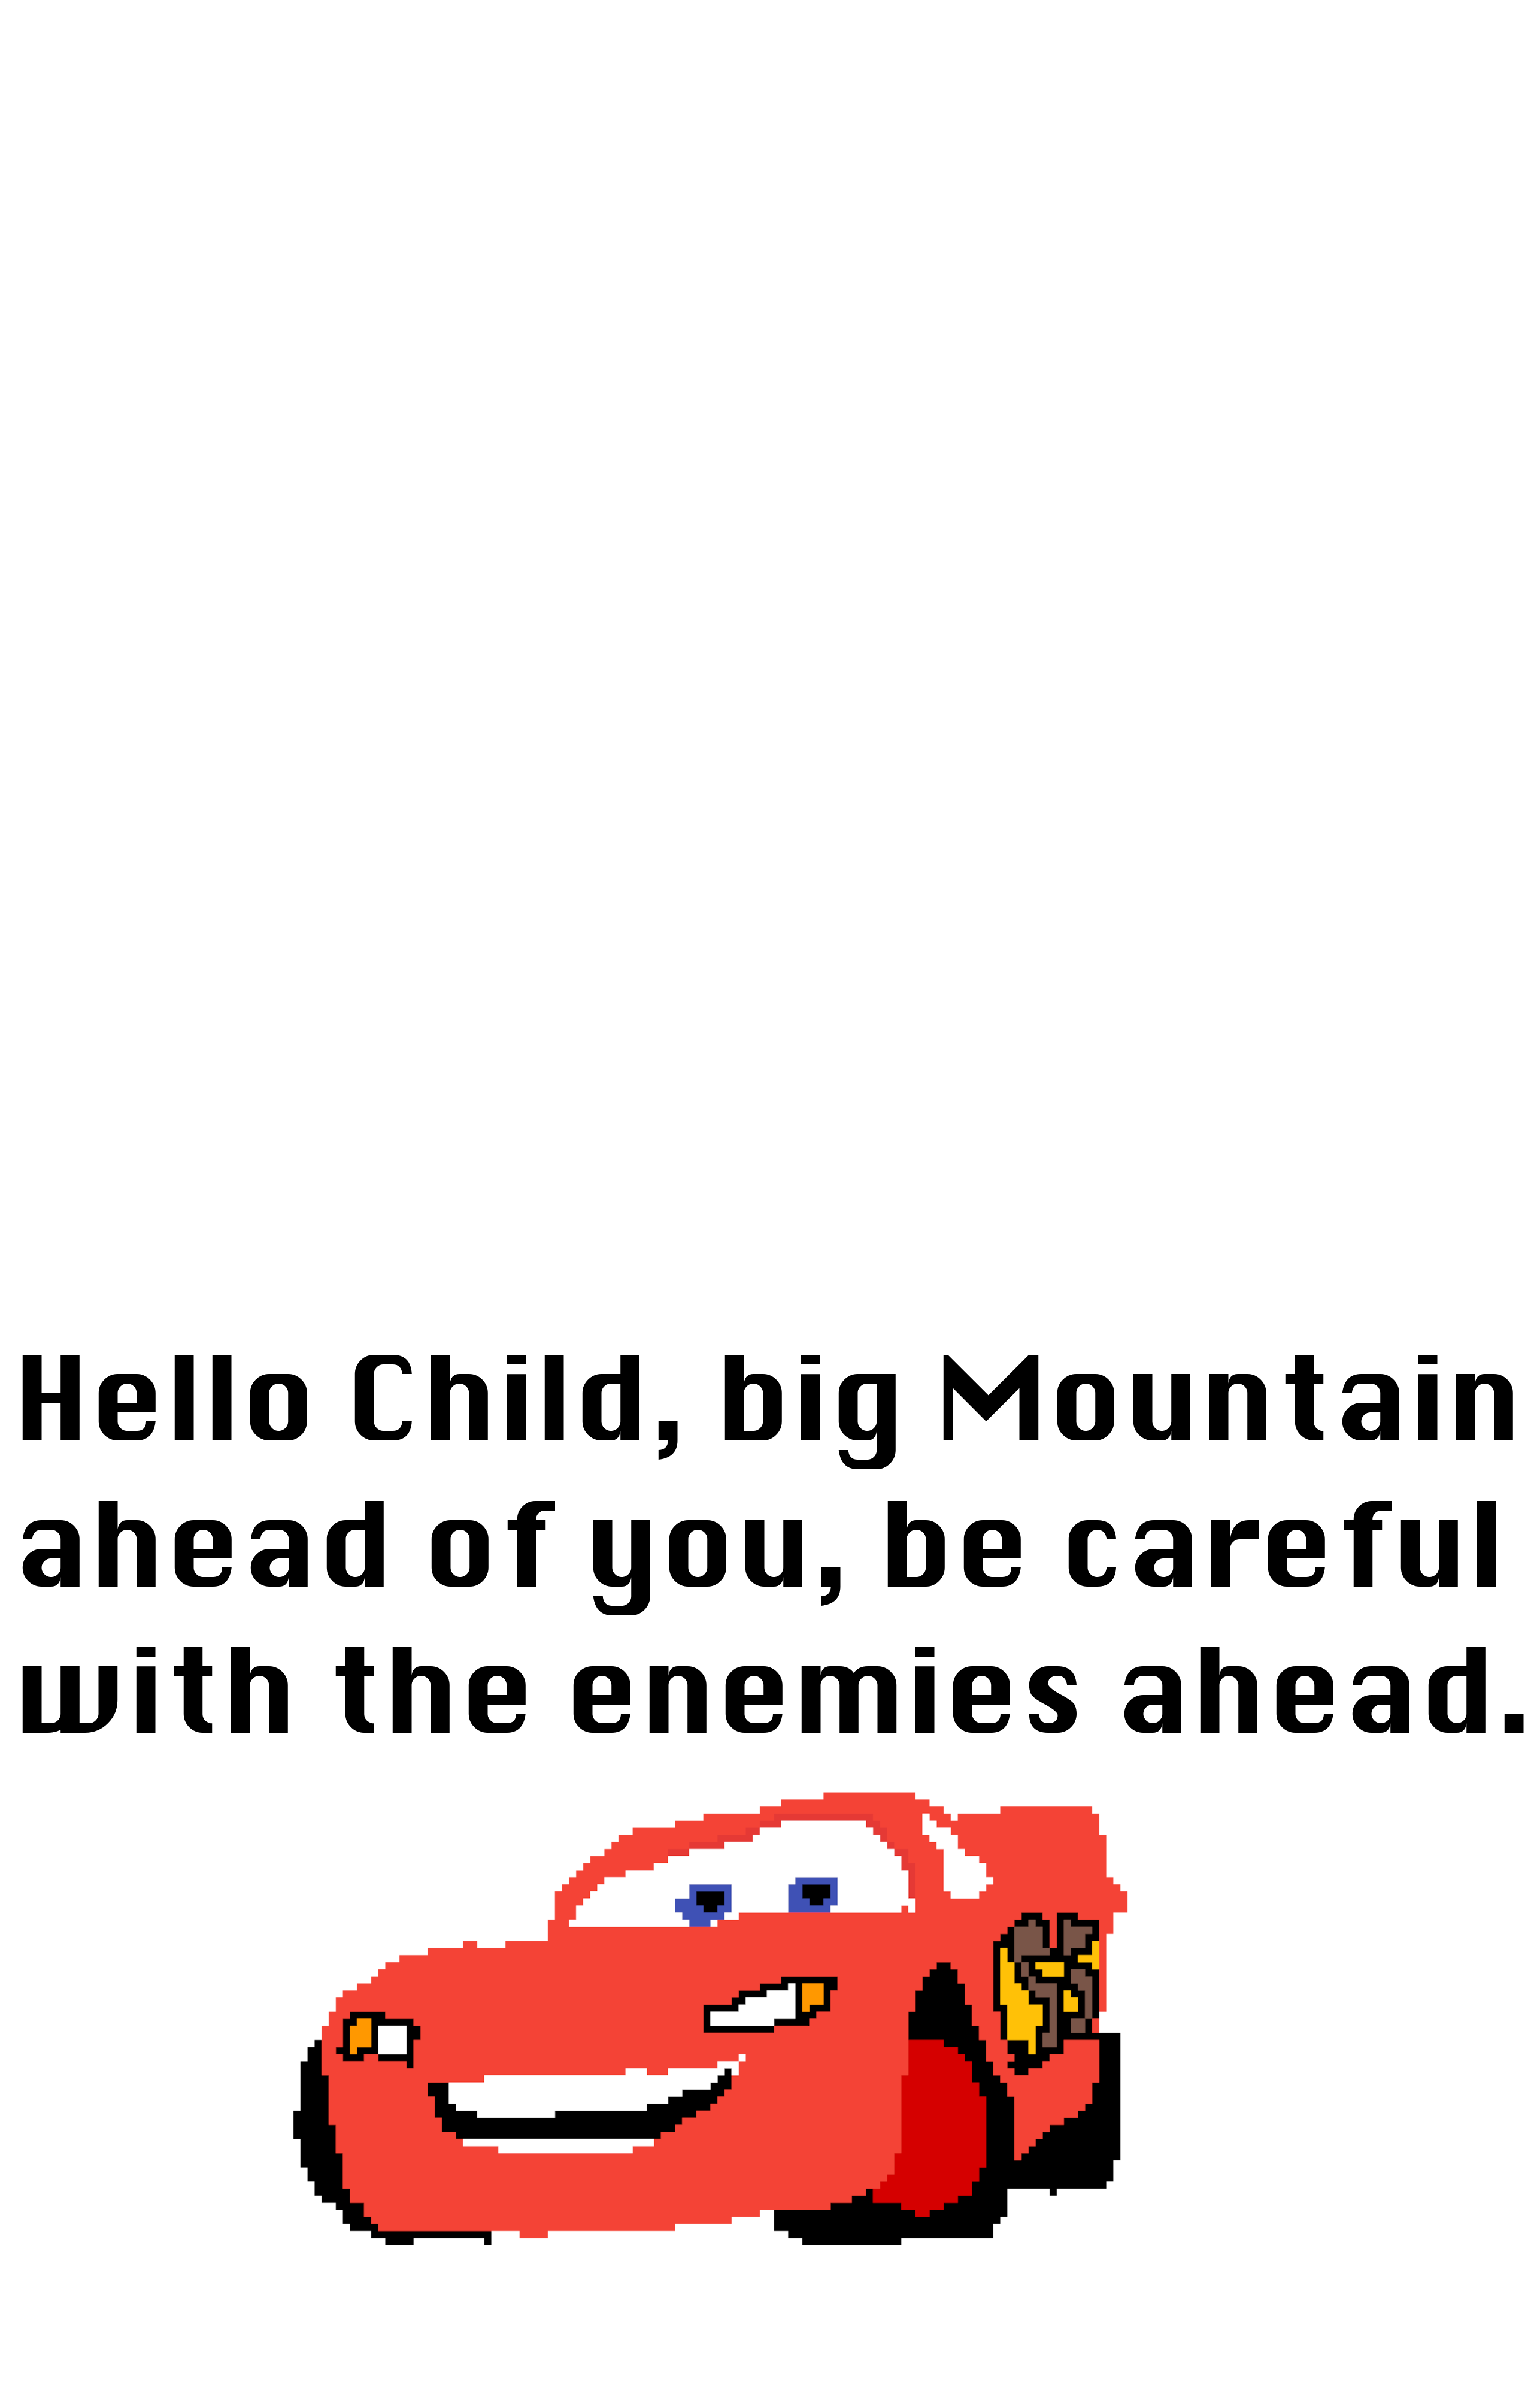 Hello Child, big Mountain
ahead of you, be careful
with the enemies ahead.